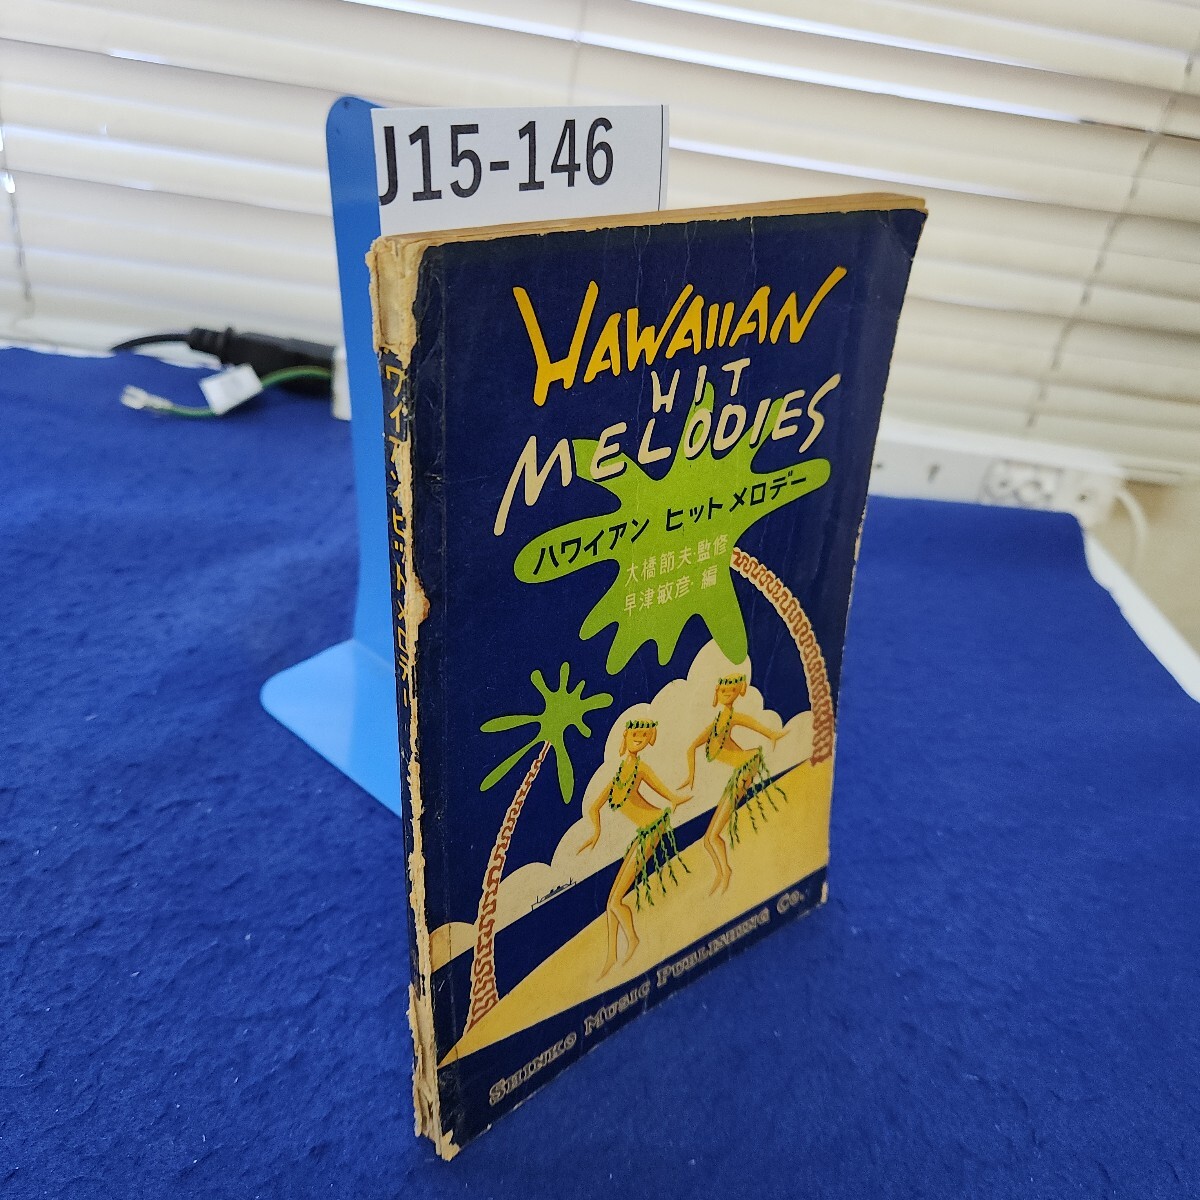 J15-146
HAWAIIAN
HIT
MELODIES
ハワイアン ヒット メロデー
大橋節夫・監修
早津敏彦・編
SHINKO MUSIC PUBLISHING CO.
ワイアン ヒットメロデー